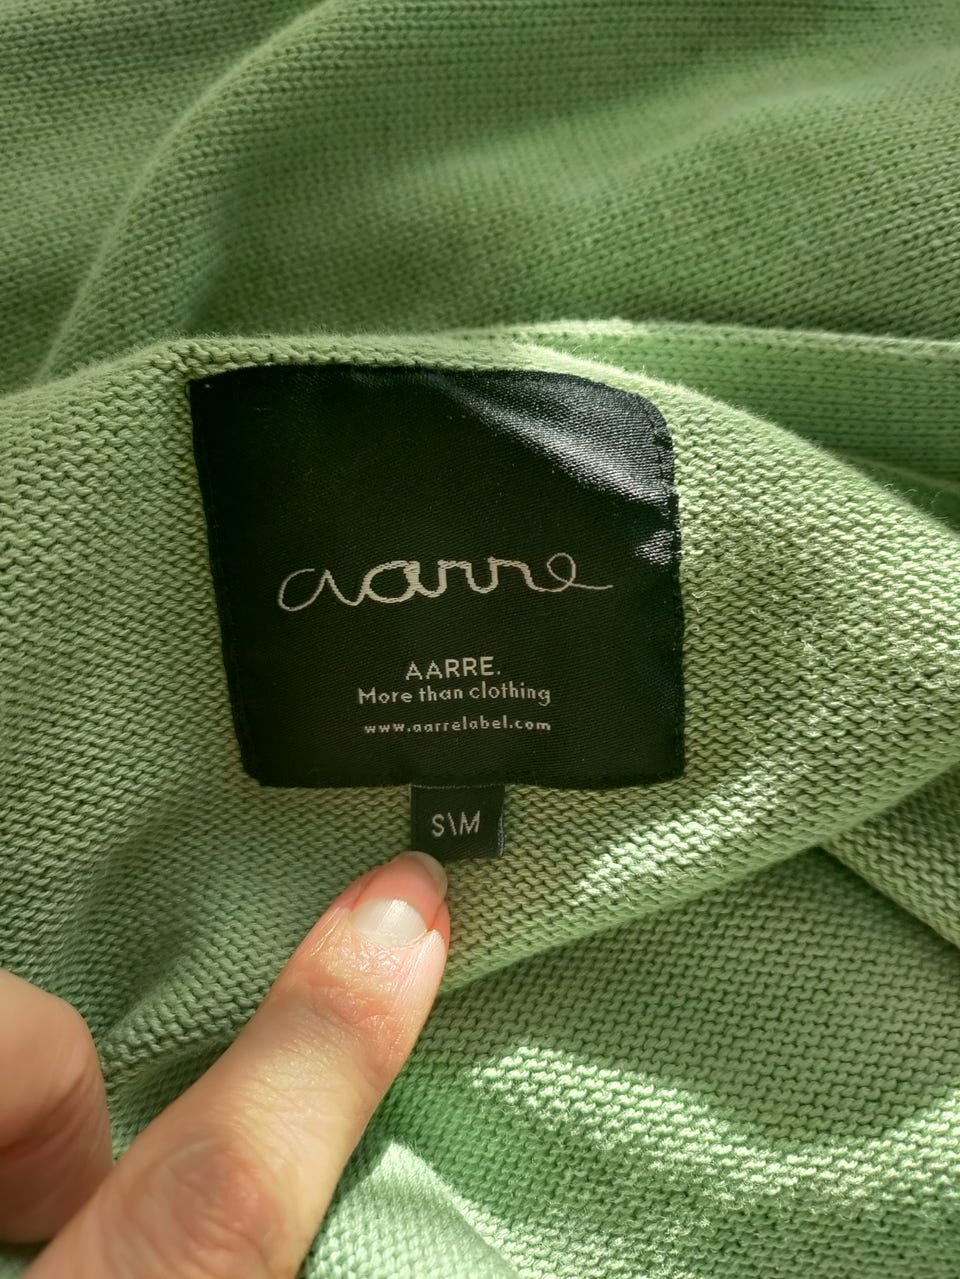 aarre
AARRE.
More than clothing
www.aarrelabel.com
S\M